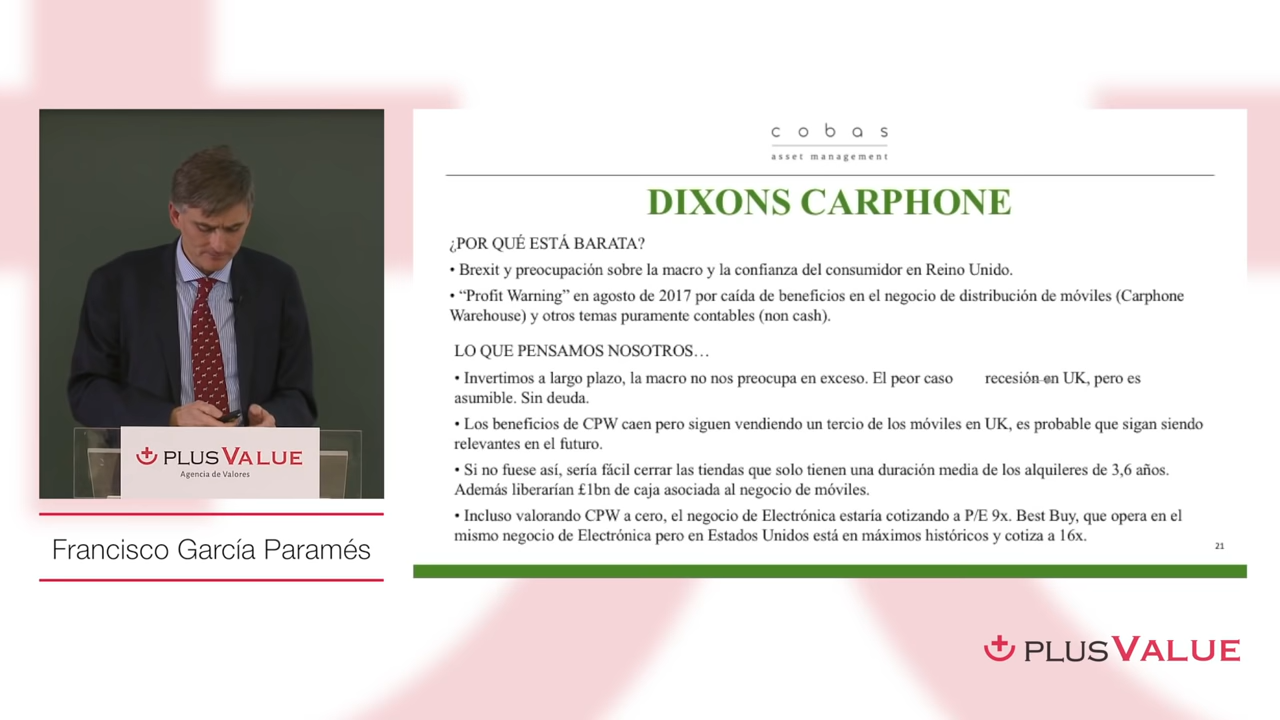 cobas
asset management
DIXONS CARPHONE
¿POR QUÉ ESTÁ BARATA?
• Brexit y preocupación sobre la macro y la confianza del consumidor en Reino Unido.
• “Profit Warning” en agosto de 2017 por caída de beneficios en el negocio de distribución de móviles (Carphone
Warehouse) y otros temas puramente contables (non cash).
LO QUE PENSAMOS NOSOTROS…
• Invertimos a largo plazo, la macro no nos preocupa en exceso. El peor caso recesión en UK, pero es
asumible. Sin deuda.
• Los beneficios de CPW caen pero siguen vendiendo un tercio de los móviles en UK, es probable que sigan siendo
relevantes en el futuro.
• Si no fuese así, sería fácil cerrar las tiendas que solo tienen una duración media de los alquileres de 3,6 años.
Además liberarían £1bn de caja asociada al negocio de móviles.
• Incluso valorando CPW a cero, el negocio de Electrónica estaría cotizando a P/E 9x. Best Buy, que opera en el
mismo negocio de Electrónica pero en Estados Unidos está en máximos históricos y cotiza a 16x.
21
PLUSVALUE
Agencia de Valores
Francisco García Paramés
PLUSVALUE